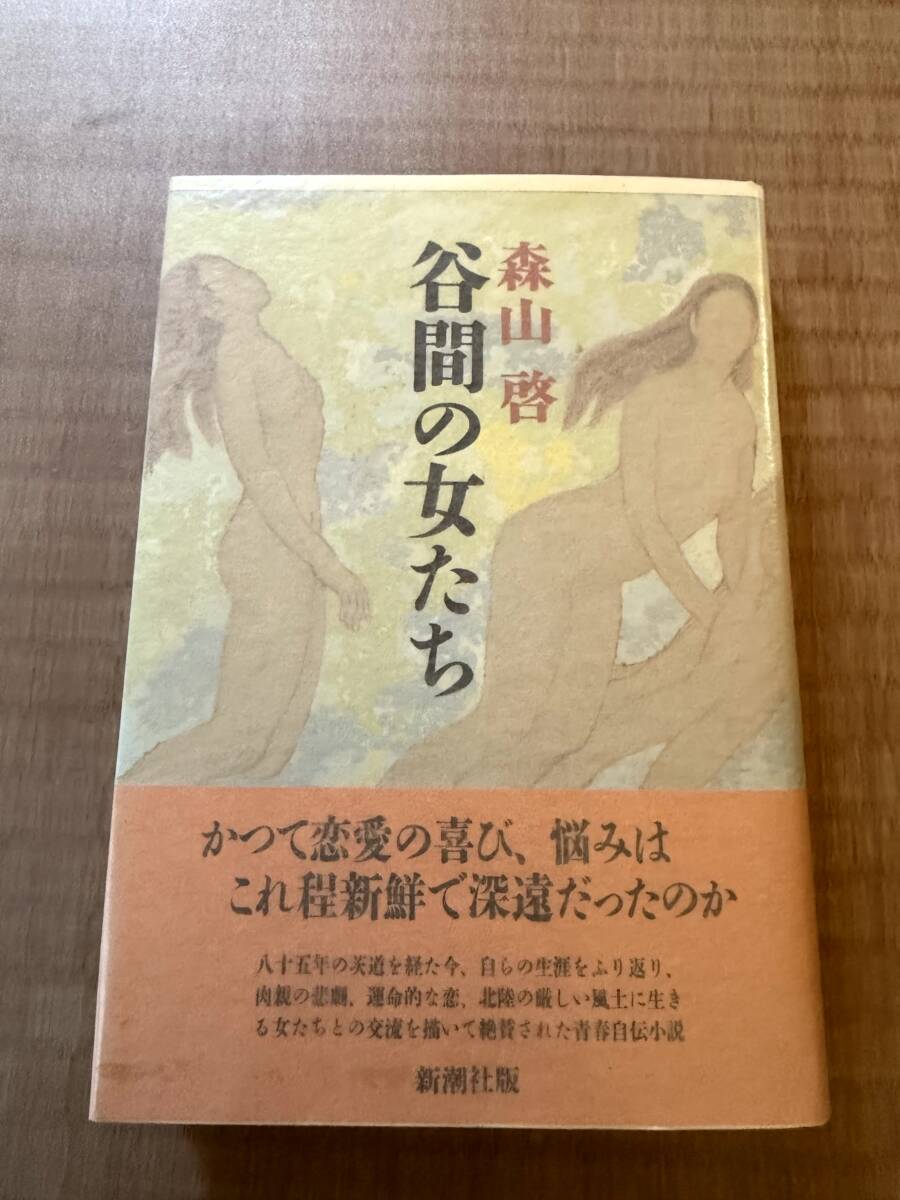 森山 啓
谷間の女たち
かつて恋愛の喜び、悩みは
これ程新鮮で深遠だったのか
八十五年の茨道を経た今、自らの生涯をふり返り、
肉親の悲劇、運命的な恋、北陸の厳しい風土に生き
る女たちとの交流を描いて絶賛された青春自伝小説
新潮社版